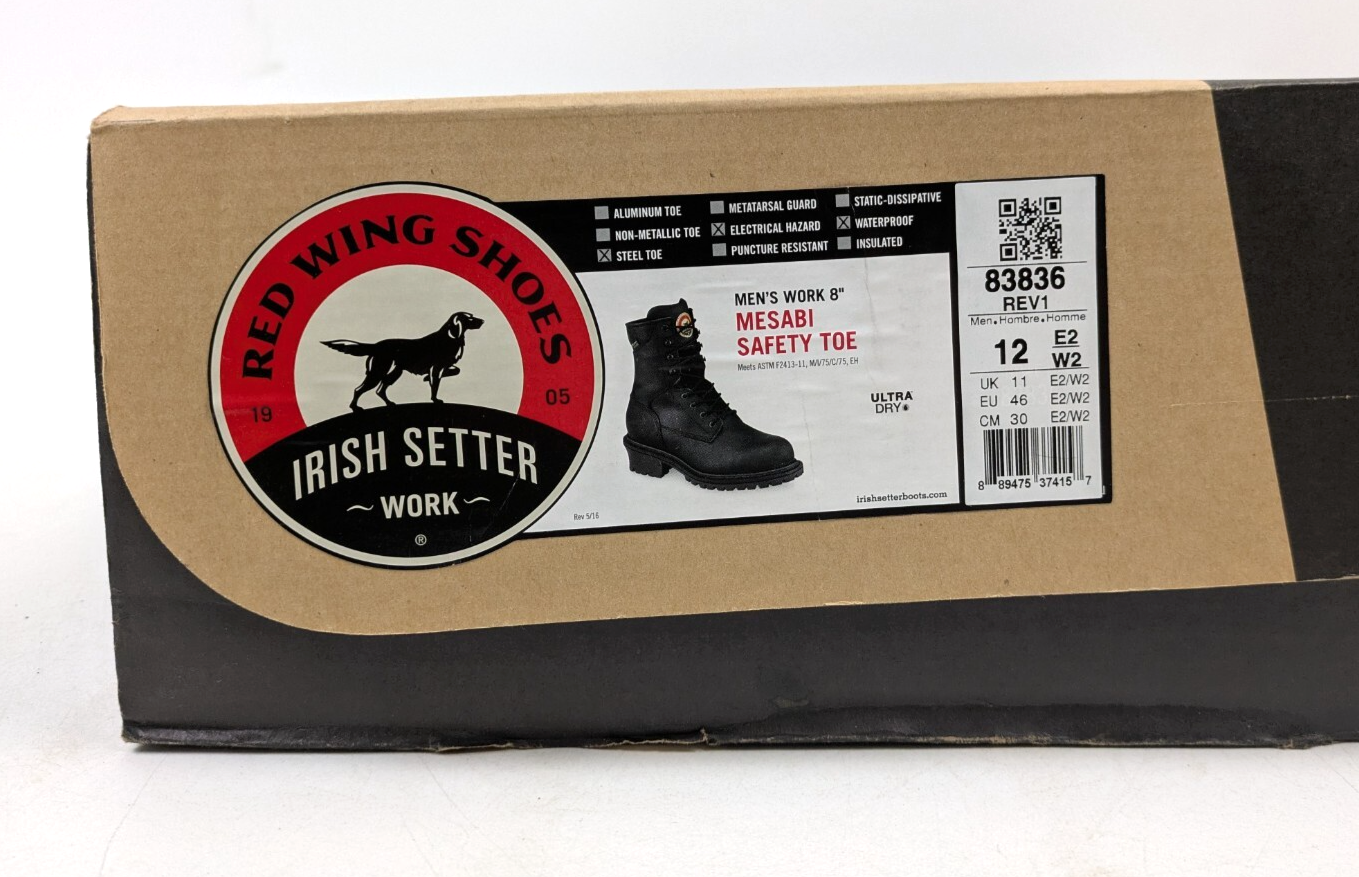 RED WING SHOES
19 05
IRISH SETTER
~ WORK ~
®
☐ ALUMINUM TOE
☐ NON-METALLIC TOE
☒ STEEL TOE
☐ METATARSAL GUARD
☒ ELECTRICAL HAZARD
☐ PUNCTURE RESISTANT
☐ STATIC-DISSIPATIVE
☒ WATERPROOF
☐ INSULATED
MEN'S WORK 8"
MESABI
SAFETY TOE
Meets ASTM F2413-11, M/I/75/C/75, EH
ULTRA
DRY
irishsetterboots.com
Rev 5/16
83836
REV1
Men•Hombre•Homme
12 E2
W2
UK 11 E2/W2
EU 46 E2/W2
CM 30 E2/W2
8 89475 37415 7